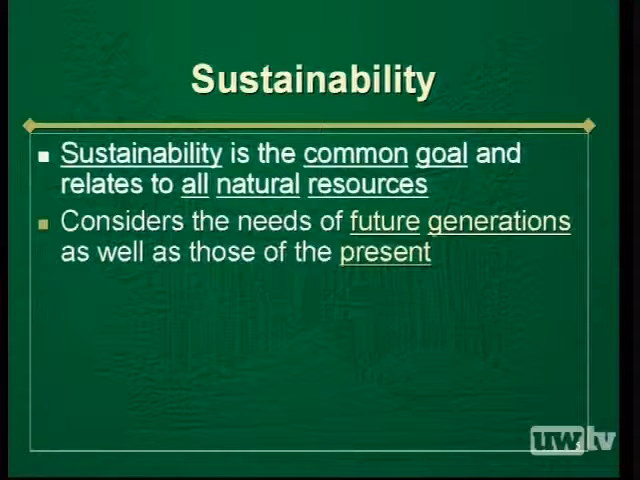 Sustainability
Sustainability is the common goal and
relates to all natural resources
Considers the needs of future generations
as well as those of the present
uwtv